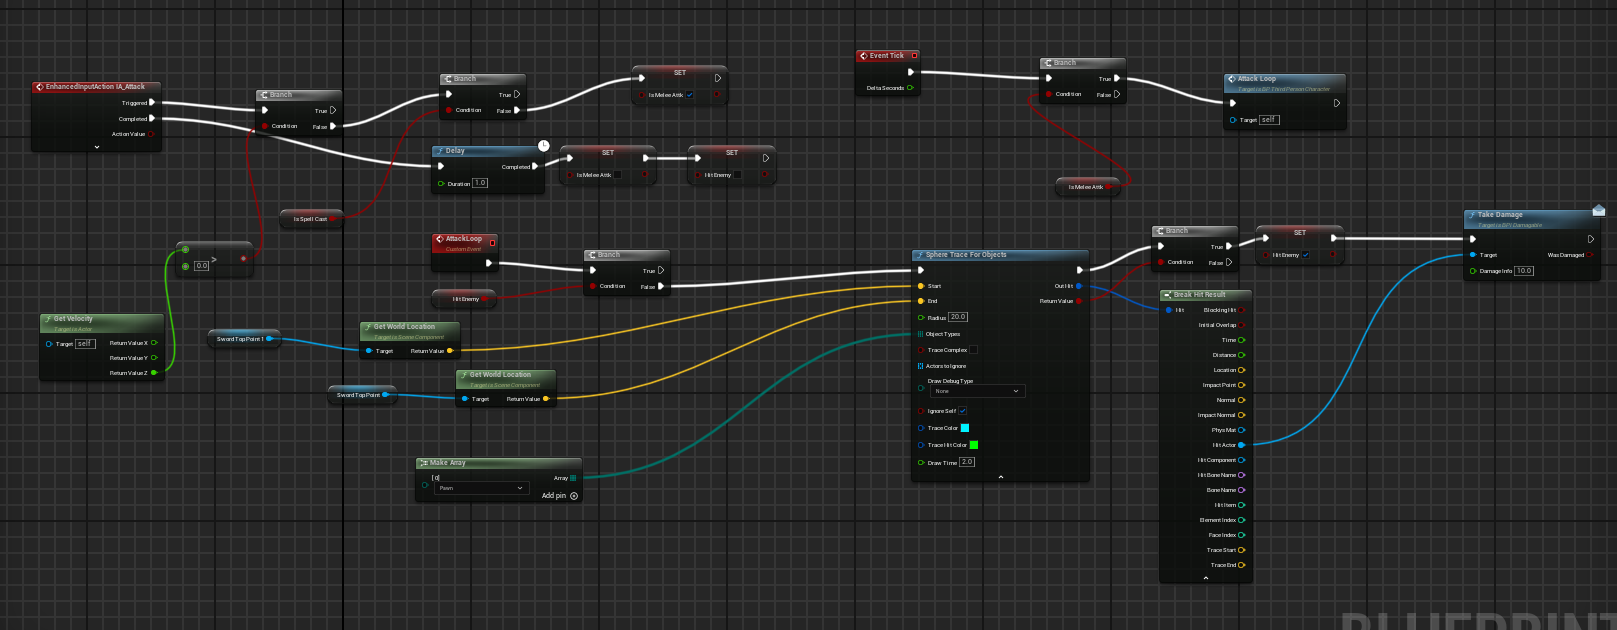 EnhancedInputAction IA_Attack
Triggered
Completed
Action Value
Branch
True
Condition
False
Branch
True
Condition
False
SET
Is Melee Attk
Delay
Completed
Duration
1.0
SET
Is Melee Attk
SET
Hit Enemy
Event Tick
Delta Seconds
Branch
True
Condition
False
Attack Loop
Target is BP Third Person Character
Target
self
Is Melee Attk
Is Spell Cast
>
0.0
Get Velocity
Target is Actor
Target
self
Return Value X
Return Value Y
Return Value Z
AttackLoop
Custom Event
Hit Enemy
Branch
True
Condition
False
Sword Top Point 1
Get World Location
Target is Scene Component
Target
Return Value
Sword Top Point
Get World Location
Target is Scene Component
Target
Return Value
Make Array
[0]
Array
Pawn
Add pin
Sphere Trace For Objects
Start
Out Hit
End
Return Value
Radius
20.0
Object Types
Trace Complex
Actors to Ignore
Draw Debug Type
None
Ignore Self
Trace Color
Trace Hit Color
Draw Time
2.0
Branch
True
Condition
False
SET
Hit Enemy
Take Damage
Target is BPI Damagable
Target
Was Damaged
Damage Info
10.0
Break Hit Result
Hit
Blocking Hit
Initial Overlap
Time
Distance
Location
Impact Point
Normal
Impact Normal
Phys Mat
Hit Actor
Hit Component
Hit Bone Name
Bone Name
Hit Item
Element Index
Face Index
Trace Start
Trace End
BLUEPRINT